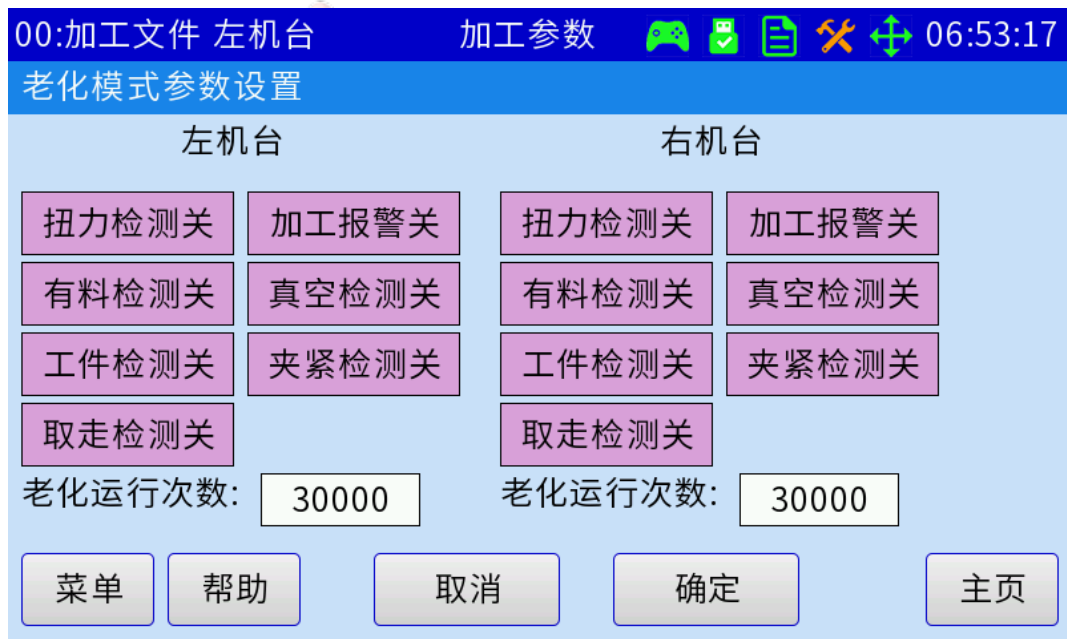 00:加工文件 左机台 加工参数 06:53:17
老化模式参数设置
左机台 右机台
扭力检测关 加工报警关 扭力检测关 加工报警关
有料检测关 真空检测关 有料检测关 真空检测关
工件检测关 夹紧检测关 工件检测关 夹紧检测关
取走检测关 取走检测关
老化运行次数: 30000 老化运行次数: 30000
菜单 帮助 取消 确定 主页